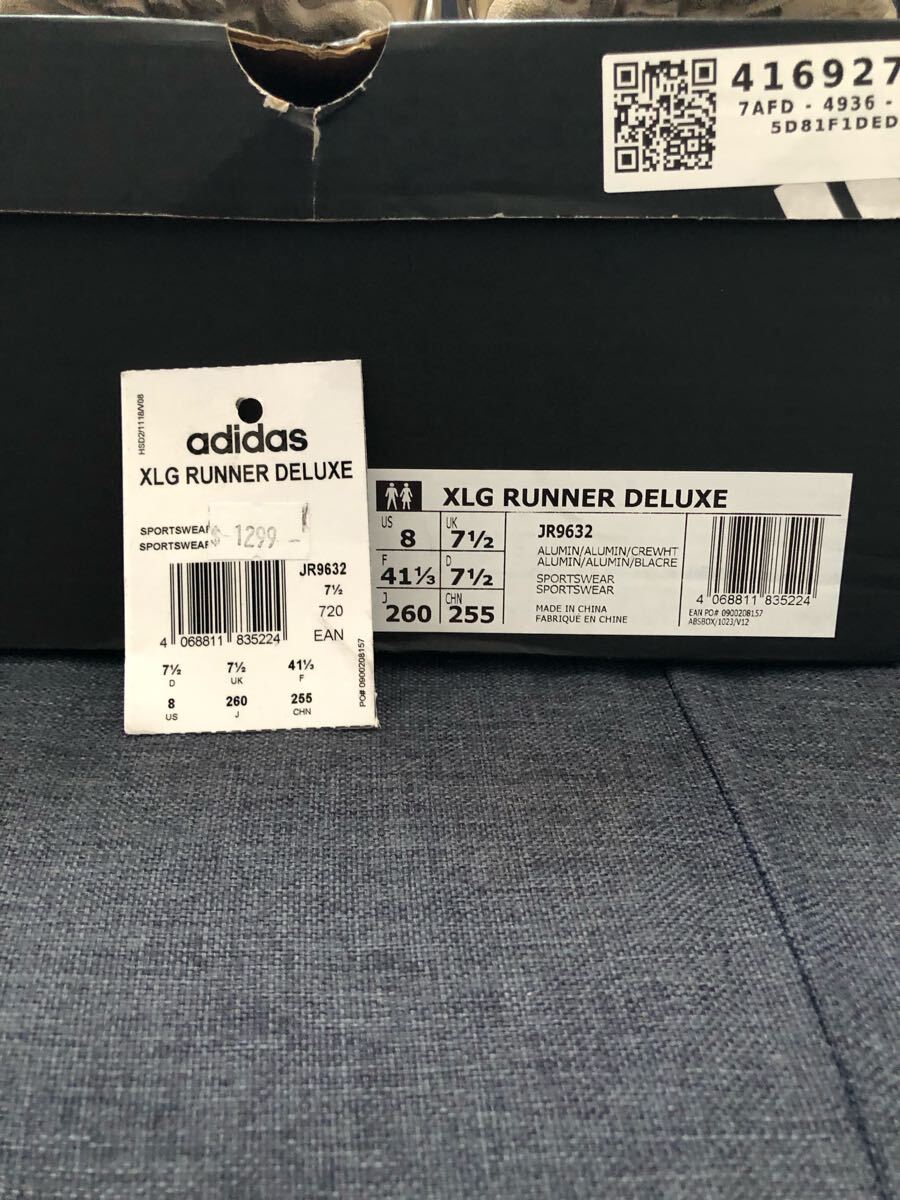 416927
7AFD - 4936 -
5D81F1DED
HSD2/1118/V08
adidas
XLG RUNNER DELUXE
SPORTSWEAR
SPORTSWEAR
$ 1299 -
JR9632
7½
720
EAN
4 068811 835224
7½ 7½ 41⅓
D UK F
8 260 255
US J CHN
PO# 0900208157
XLG RUNNER DELUXE
US 8 UK 7½
F 41⅓ D 7½
J 260 CHN 255
JR9632
ALUMIN/ALUMIN/CREWHT
ALUMIN/ALUMIN/BLACRE
SPORTSWEAR
SPORTSWEAR
MADE IN CHINA
FABRIQUE EN CHINE
4 068811 835224
EAN PO# 0900208157
ABSBOX/1023/V12